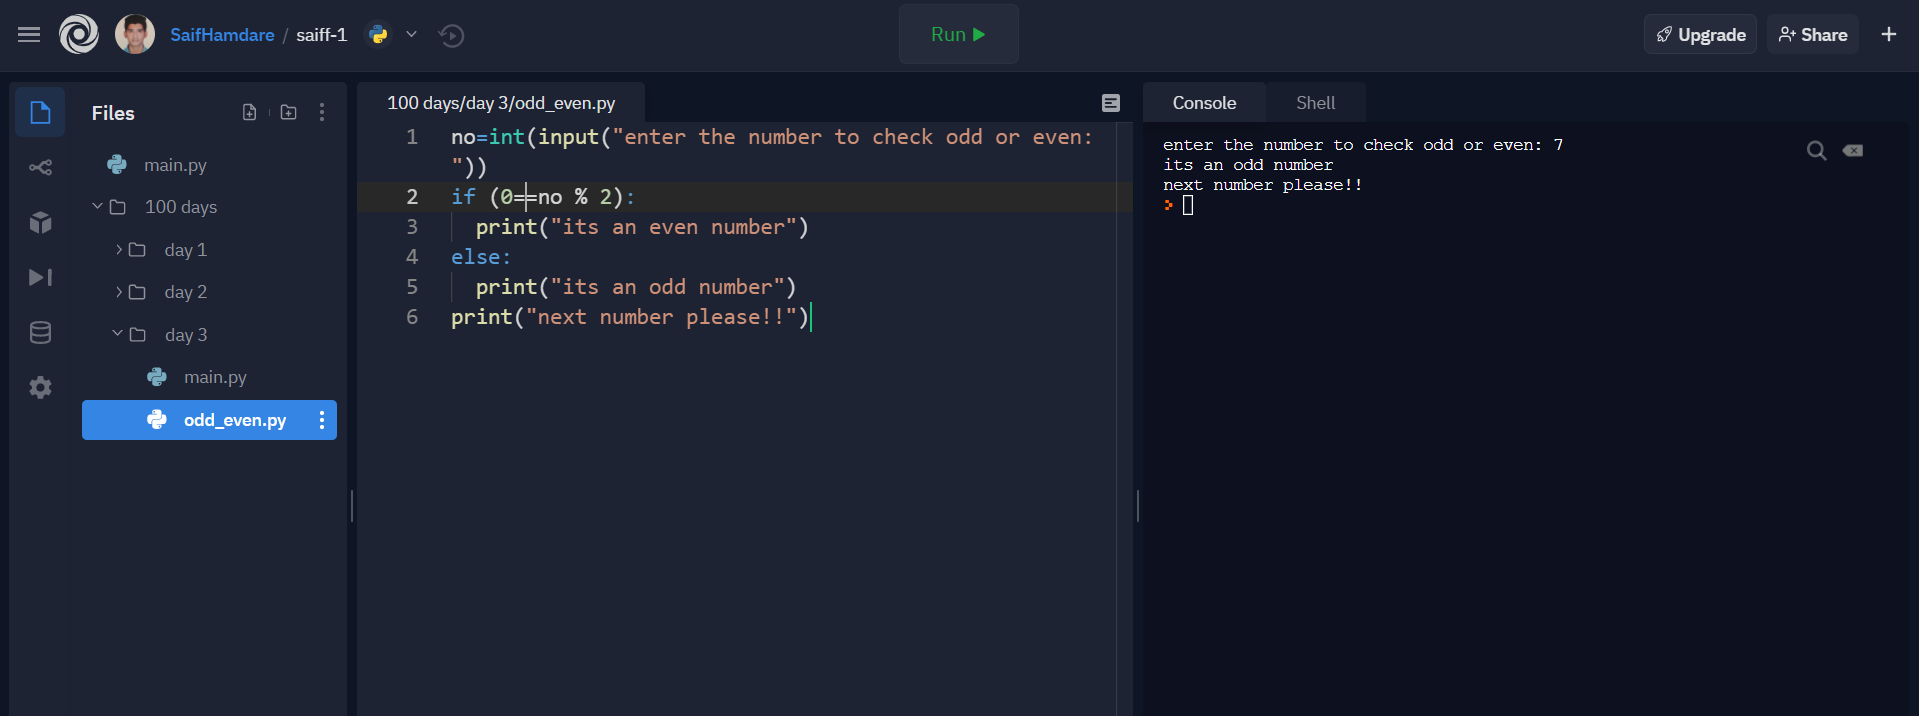 SaifHamdare / saiff-1
Run
Upgrade
Share
Files
main.py
100 days
day 1
day 2
day 3
main.py
odd_even.py
100 days/day 3/odd_even.py
1 no=int(input("enter the number to check odd or even:
"))
2 if (0==no % 2):
3 print("its an even number")
4 else:
5 print("its an odd number")
6 print("next number please!!")
Console
Shell
enter the number to check odd or even: 7
its an odd number
next number please!!